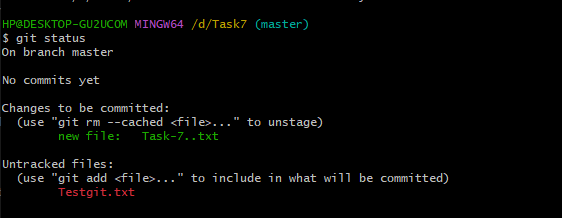 HP@DESKTOP-GU2UCOM MINGW64 /d/Task7 (master)
$ git status
On branch master
No commits yet
Changes to be committed:
(use "git rm --cached <file>..." to unstage)
new file:   Task-7..txt
Untracked files:
(use "git add <file>..." to include in what will be committed)
Testgit.txt